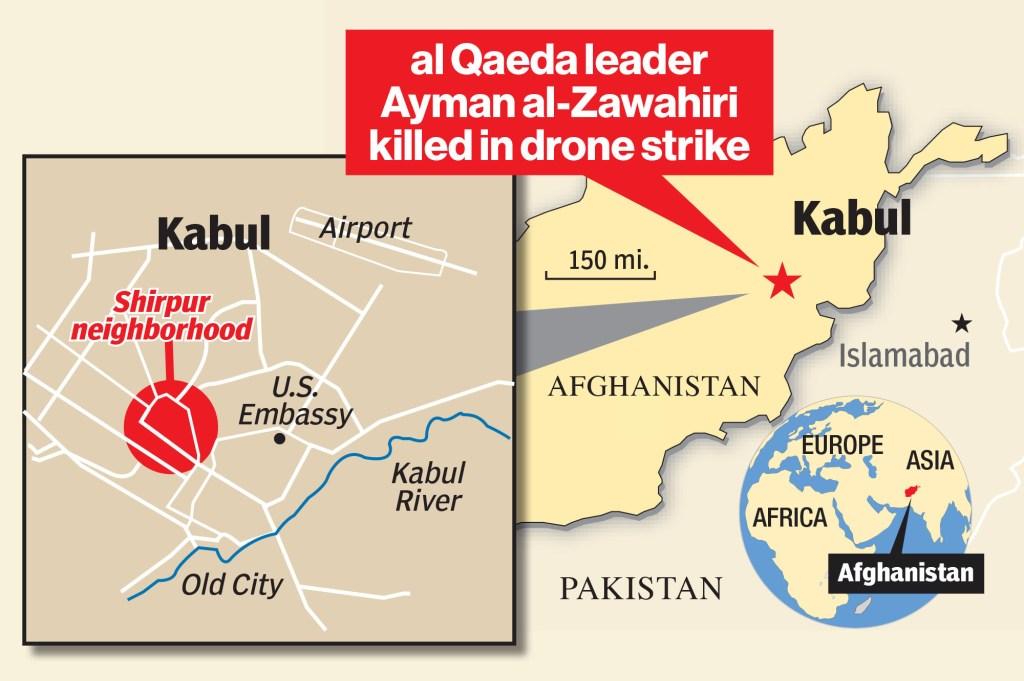 al Qaeda leader
Ayman al-Zawahiri
killed in drone strike
Kabul
Airport
Shirpur
neighborhood
U.S.
Embassy
Kabul
River
Old City
Kabul
150 mi.
Islamabad
AFGHANISTAN
PAKISTAN
EUROPE
ASIA
AFRICA
Afghanistan